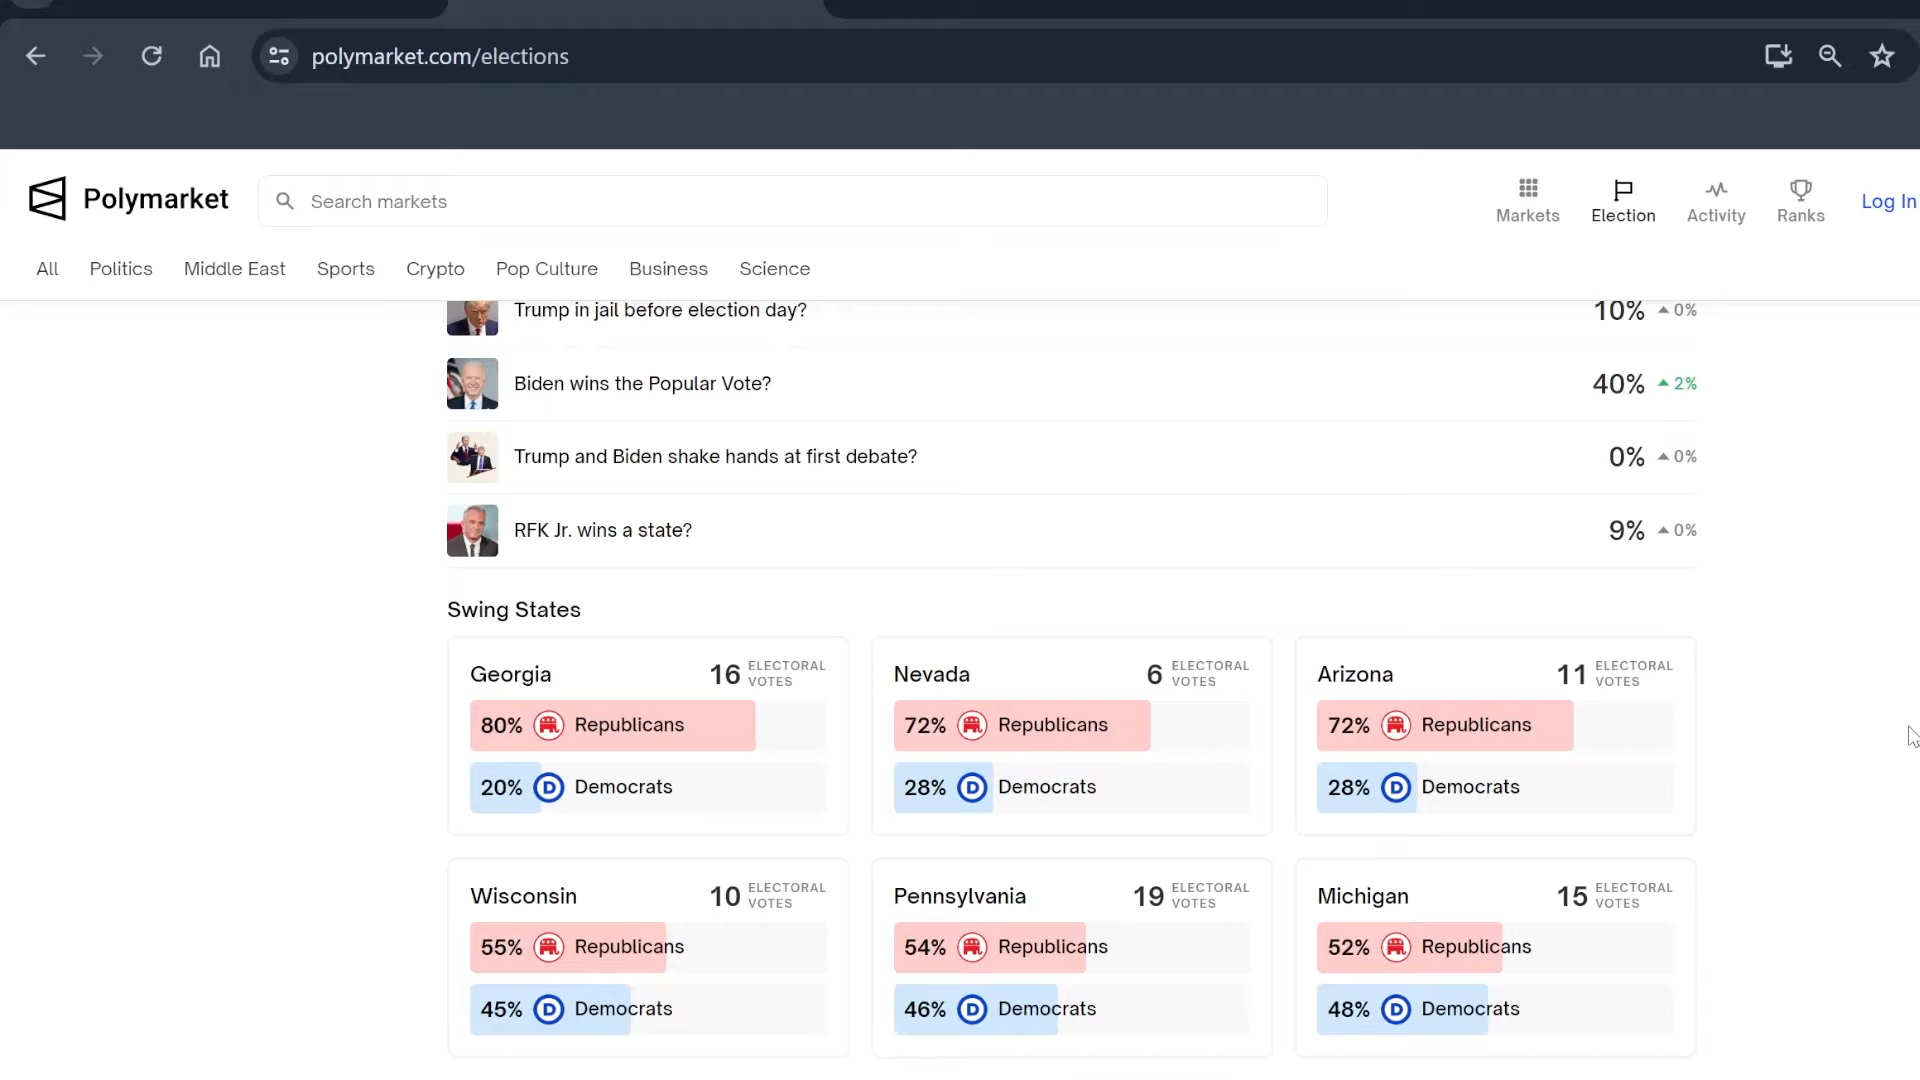 polymarket.com/elections
Polymarket
Search markets
Markets
Election
Activity
Ranks
Log In
All Politics Middle East Sports Crypto Pop Culture Business Science
Trump in jail before election day? 10% 0%
Biden wins the Popular Vote? 40% 2%
Trump and Biden shake hands at first debate? 0% 0%
RFK Jr. wins a state? 9% 0%
Swing States
Georgia 16 ELECTORAL VOTES
80% Republicans
20% D Democrats
Nevada 6 ELECTORAL VOTES
72% Republicans
28% D Democrats
Arizona 11 ELECTORAL VOTES
72% Republicans
28% D Democrats
Wisconsin 10 ELECTORAL VOTES
55% Republicans
45% D Democrats
Pennsylvania 19 ELECTORAL VOTES
54% Republicans
46% D Democrats
Michigan 15 ELECTORAL VOTES
52% Republicans
48% D Democrats